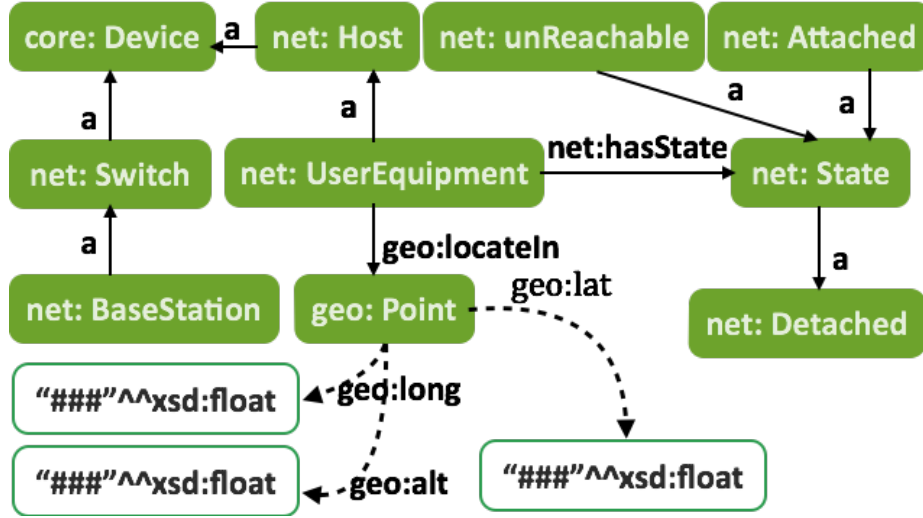 core: Device
a
net: Host
net: unReachable
net: Attached
a
a
a
a
net:hasState
net: Switch
net: UserEquipment
net: State
a
geo:locateIn
a
geo:lat
net: BaseStation
geo: Point
net: Detached
“###”^^xsd:float
geo:long
“###”^^xsd:float
geo:alt
“###”^^xsd:float